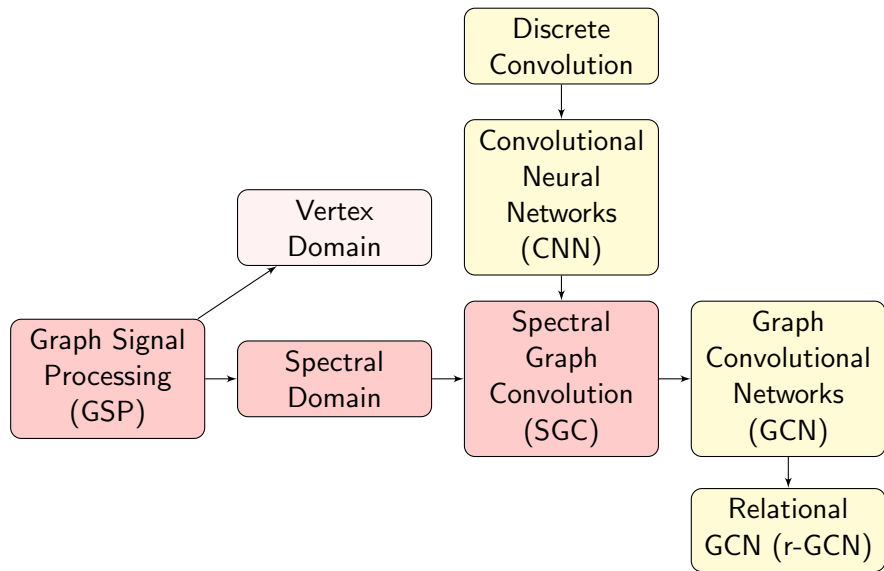 Discrete
Convolution
Convolutional
Neural
Networks
(CNN)
Vertex
Domain
Graph Signal
Processing
(GSP)
Spectral
Domain
Spectral
Graph
Convolution
(SGC)
Graph
Convolutional
Networks
(GCN)
Relational
GCN (r-GCN)